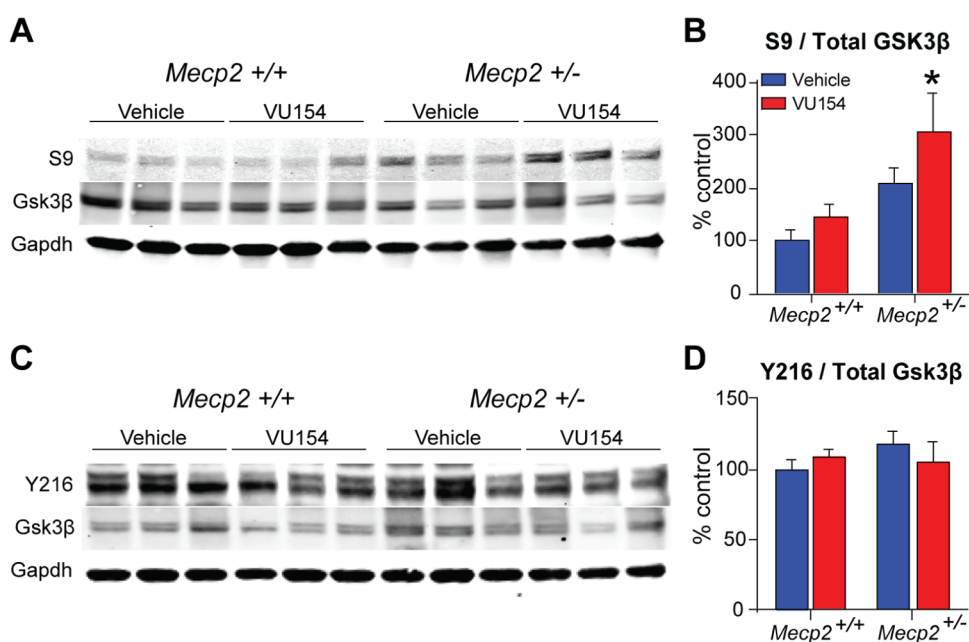 A
Mecp2 +/+ Mecp2 +/-
Vehicle VU154 Vehicle VU154
S9
Gsk3β
Gapdh
B
S9 / Total GSK3β
Vehicle
VU154
*
% control
400
300
200
100
0
Mecp2 +/+ Mecp2 +/-
C
Mecp2 +/+ Mecp2 +/-
Vehicle VU154 Vehicle VU154
Y216
Gsk3β
Gapdh
D
Y216 / Total Gsk3β
% control
150
100
50
0
Mecp2 +/+ Mecp2 +/-